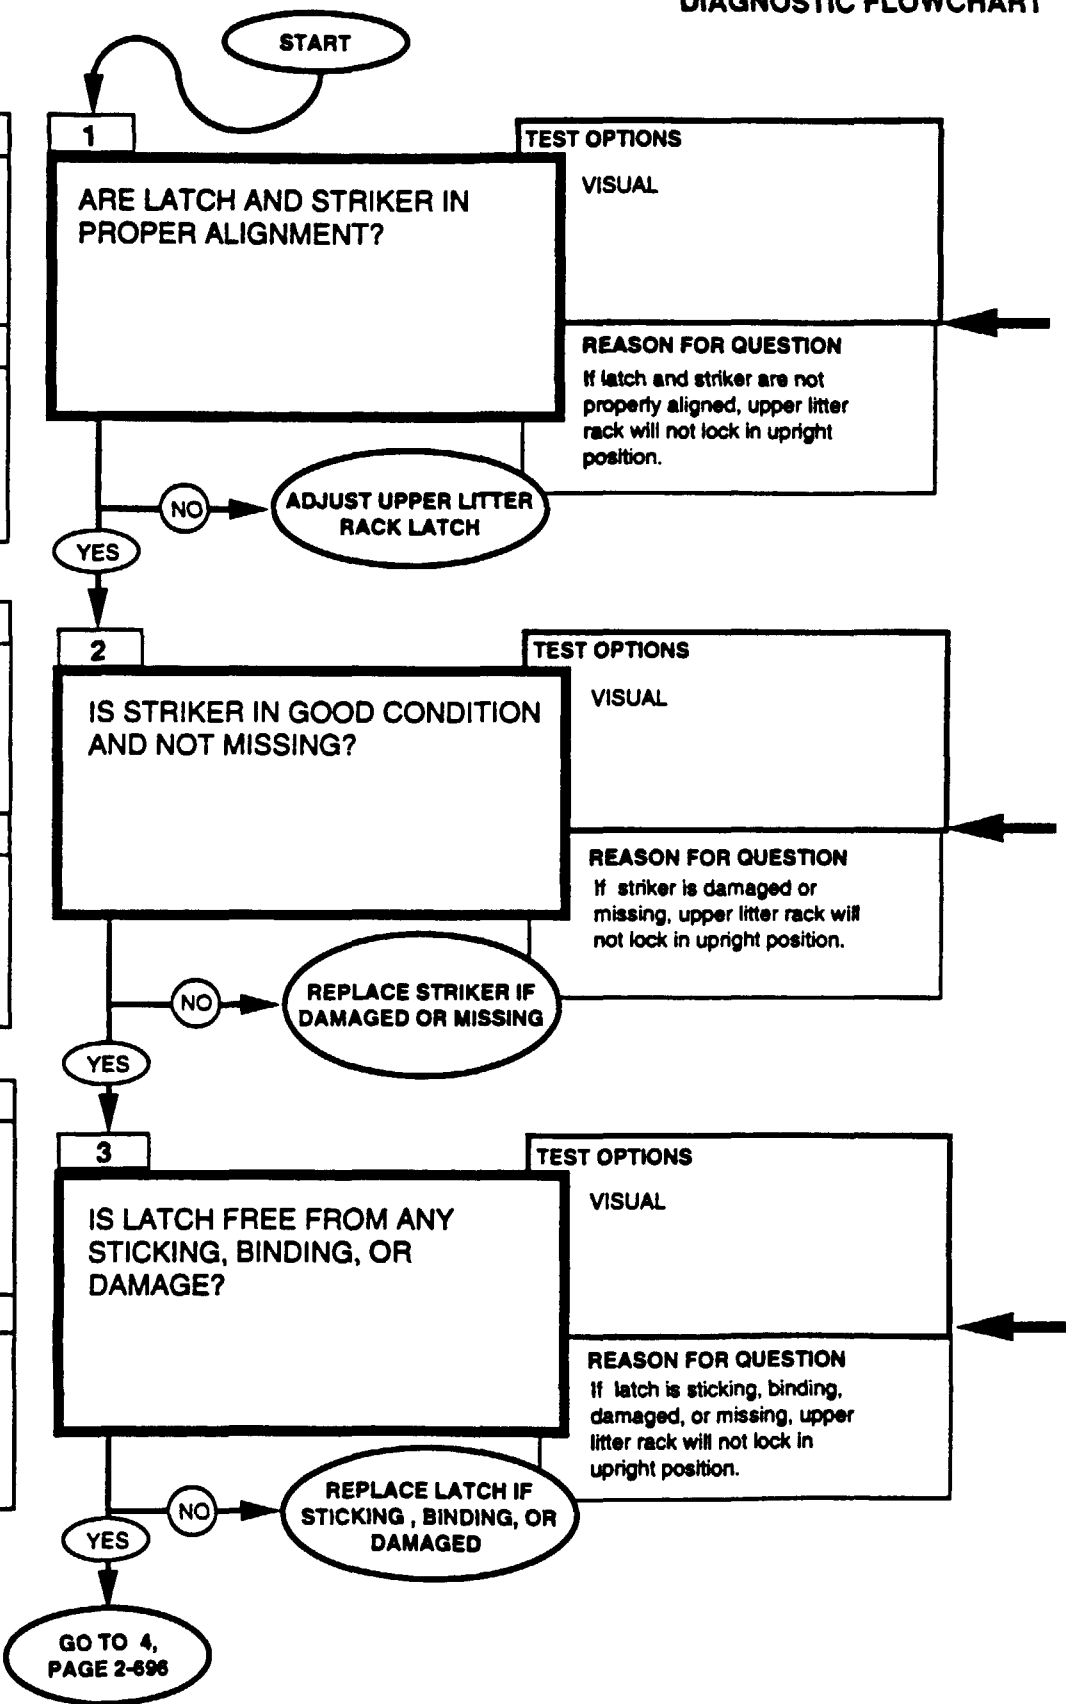 DIAGNOSTIC FLOWCHART
START
1
ARE LATCH AND STRIKER IN
PROPER ALIGNMENT?
TEST OPTIONS
VISUAL
REASON FOR QUESTION
If latch and striker are not
properly aligned, upper litter
rack will not lock in upright
position.
NO
ADJUST UPPER LITTER
RACK LATCH
YES
2
IS STRIKER IN GOOD CONDITION
AND NOT MISSING?
TEST OPTIONS
VISUAL
REASON FOR QUESTION
If striker is damaged or
missing, upper litter rack will
not lock in upright position.
NO
REPLACE STRIKER IF
DAMAGED OR MISSING
YES
3
IS LATCH FREE FROM ANY
STICKING, BINDING, OR
DAMAGE?
TEST OPTIONS
VISUAL
REASON FOR QUESTION
If latch is sticking, binding,
damaged, or missing, upper
litter rack will not lock in
upright position.
NO
REPLACE LATCH IF
STICKING , BINDING, OR
DAMAGED
YES
GO TO 4,
PAGE 2-696